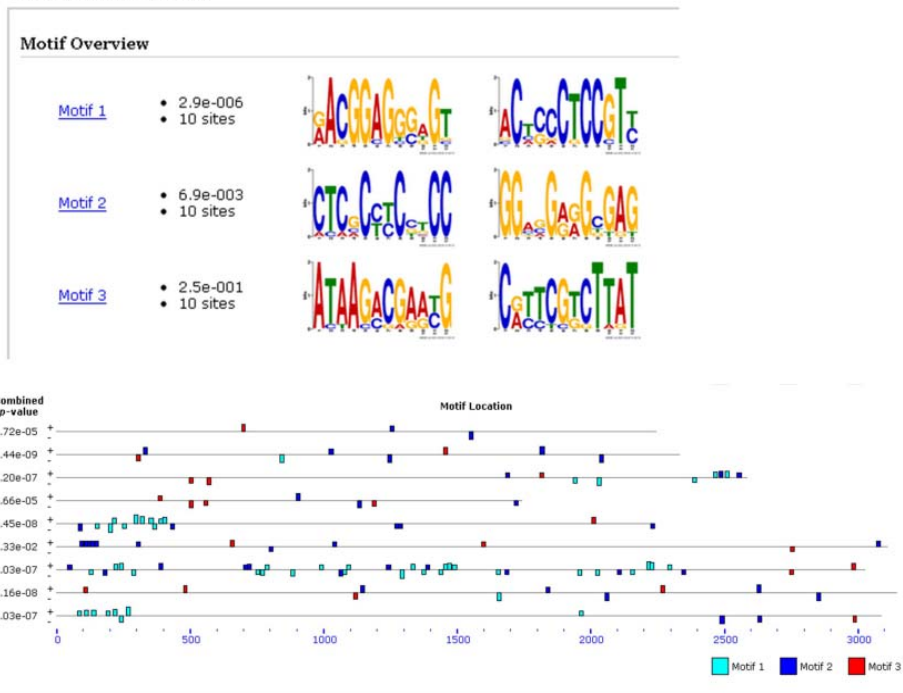 Motif Overview
Motif 1
• 2.9e-006
• 10 sites
Motif 2
• 6.9e-003
• 10 sites
Motif 3
• 2.5e-001
• 10 sites
ombined
p-value
Motif Location
.72e-05 + -
.44e-09 + -
.20e-07 + -
.66e-05 + -
.45e-08 + -
.33e-02 + -
.03e-07 + -
.16e-08 + -
.03e-07 + -
0 500 1000 1500 2000 2500 3000
Motif 1 Motif 2 Motif 3